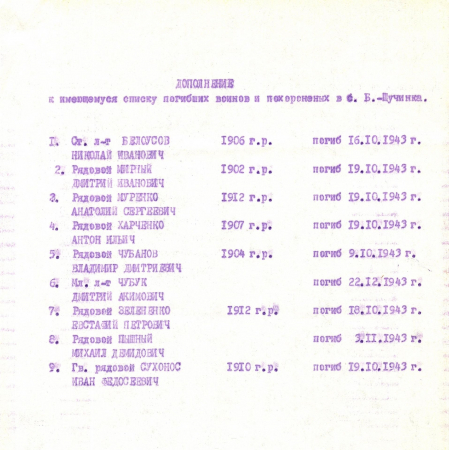 ДОПОЛНЕНИЕ
к имеющемуся списку погибших воинов и похороненых в с. Б.-Щучинка.
1. Ст. л-т БЕЛОУСОВ 1906 г.р. погиб 16.10.1943 г.
НИКОЛАЙ ИВАНОВИЧ
2. Рядовой МИРНЫЙ 1902 г.р. погиб 19.10.1943 г.
ДМИТРИЙ ИВАНОВИЧ
3. Рядовой МУРЕНКО 1912 г.р. погиб 19.10.1943 г.
АНАТОЛИЙ СЕРГЕЕВИЧ
4. Рядовой ХАРЧЕНКО 1907 г.р. погиб 19.10.1943 г.
АНТОН ИЛЬИЧ
5. Рядовой ЧУБАНОВ 1904 г.р. погиб 9.10.1943 г.
ВЛАДИМИР ДМИТРИЕВИЧ
6. Мл. л-т ЧУБУК погиб 22.12.1943 г.
ДМИТРИЙ АКИМОВИЧ
7. Рядовой ЗЕЛЕНЕНКО 1912 г.р. погиб 18.10.1943 г.
ЕВСТАФИЙ ПЕТРОВИЧ
8. Рядовой ПЫШНЫЙ погиб 3.11.1943 г.
МИХАИЛ ДЕМИДОВИЧ
9. Гв. рядовой СУХОНОС 1910 г.р. погиб 19.10.1943 г.
ИВАН ФЕДОСЕЕВИЧ